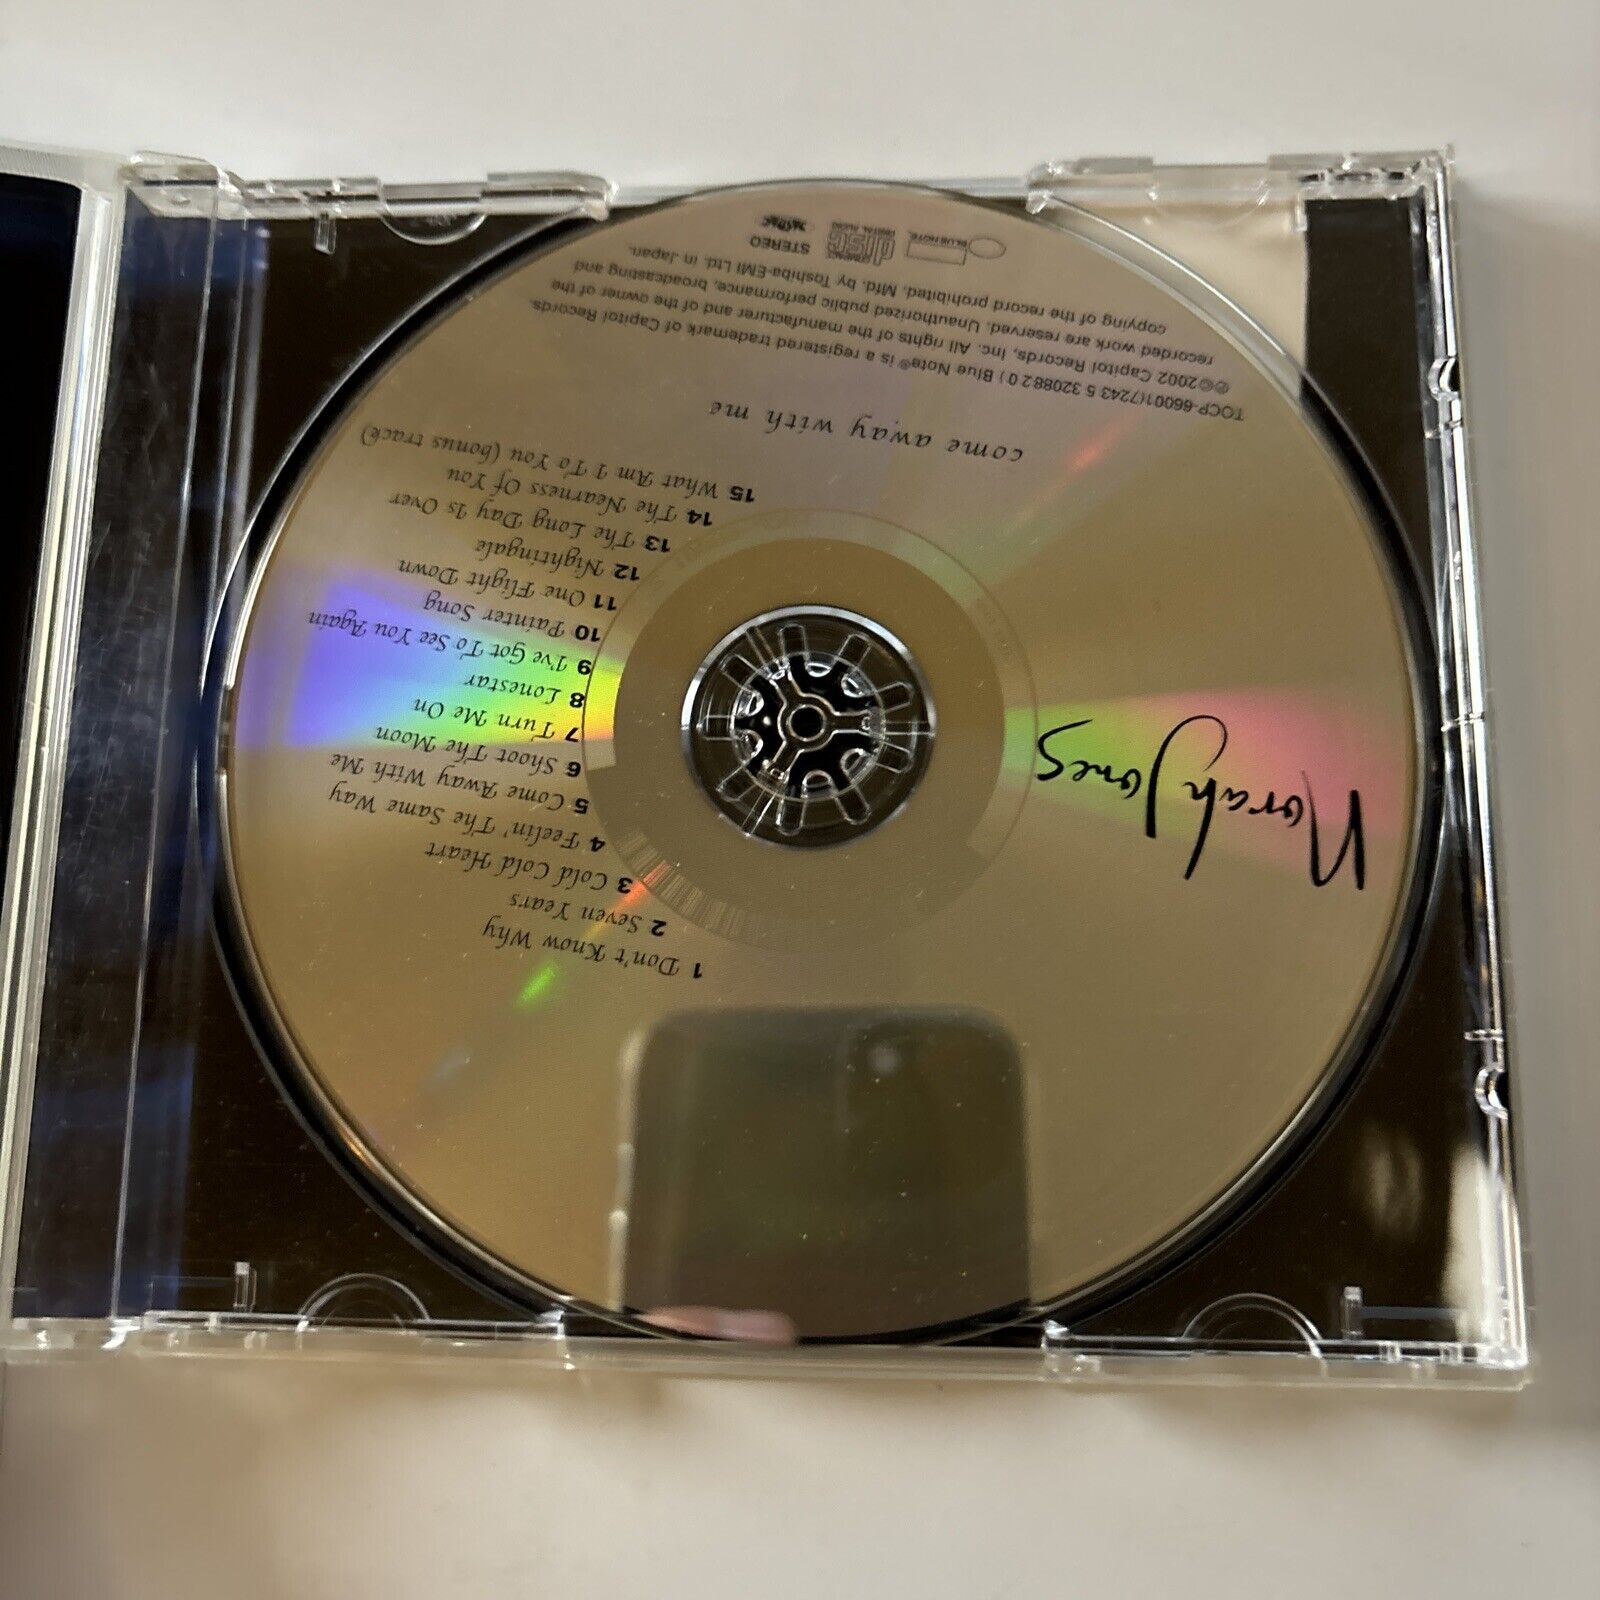 Norah Jones
1 Don't Know Why
2 Seven Years
3 Cold Cold Heart
4 Feelin' The Same Way
5 Come Away With Me
6 Shoot The Moon
7 Turn Me On
8 Lonestar
9 I've Got To See You Again
10 Painter Song
11 One Flight Down
12 Nightingale
13 The Long Day Is Over
14 The Nearness Of You
15 What Am I To You (bonus track)
come away with me
TOCP-66001(7243 5 32088 2 0) Blue Note® is a registered trademark of Capitol Records.
℗©2002 Capitol Records, Inc. All rights of the manufacturer and of the owner of the
recorded work are reserved. Unauthorized public performance, broadcasting and
copying of the record prohibited. Mfd. by Toshiba-EMI Ltd. in Japan.
BLUE NOTE
COMPACT
disc
DIGITAL AUDIO
STEREO